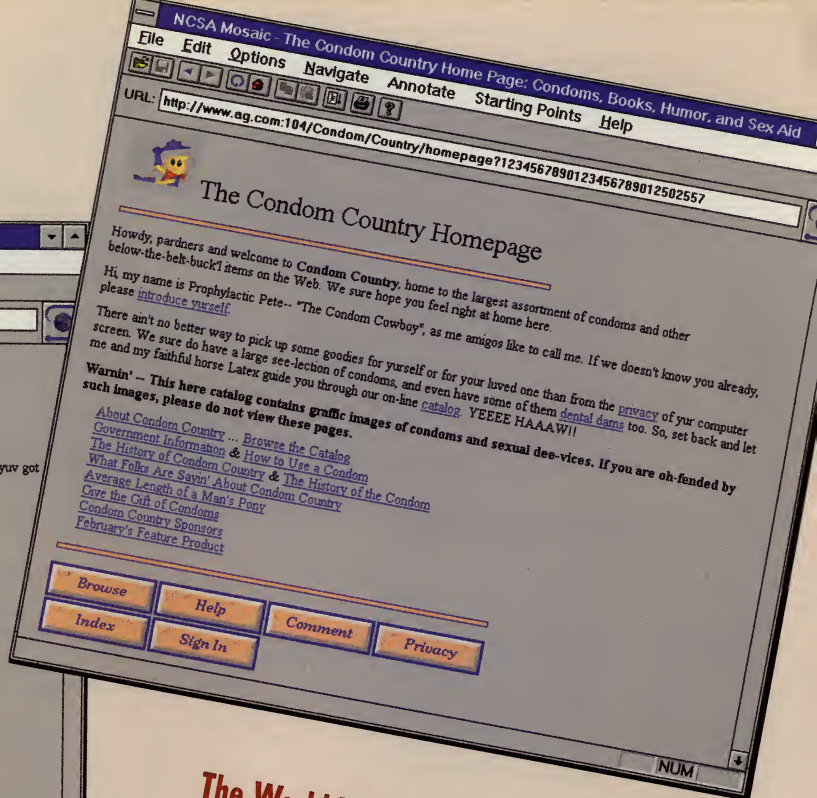 NCSA Mosaic - The Condom Country Home Page: Condoms, Books, Humor, and Sex Aid
File Edit Options Navigate Annotate Starting Points Help
URL: http://www.ag.com:104/Condom/Country/homepage?1234567890123456789012502557
The Condom Country Homepage
Howdy, pardners and welcome to Condom Country, home to the largest assortment of condoms and other
below-the-belt-buck'l items on the Web. We sure hope you feel right at home here.
Hi, my name is Prophylactic Pete-- "The Condom Cowboy", as me amigos like to call me. If we doesn't know you already,
please introduce yurself.
There ain't no better way to pick up some goodies for yurself or for your luved one than from the privacy of yur computer
screen. We sure do have a large see-lection of condoms, and even have some of them dental dams too. So, set back and let
me and my faithful horse Latex guide you through our on-line catalog. YEEEE HAAAW!!
Warnin' -- This here catalog contains graffic images of condoms and sexual dee-vices. If you are oh-fended by
such images, please do not view these pages.
About Condom Country ... Browse the Catalog
Government Information & How to Use a Condom
The History of Condom Country & The History of the Condom
What Folks Are Sayn' About Condom Country
Average Length of a Man's Pony
Give the Gift of Condoms
Condom Country Sponsors
February's Feature Product
Browse Help Comment Privacy
Index Sign In
NUM
yuv got
The World